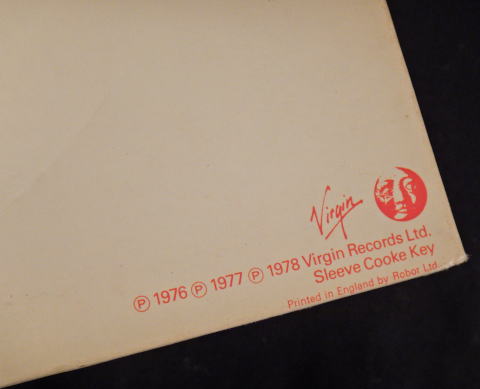 Virgin
℗ 1976 ℗ 1977 ℗ 1978 Virgin Records Ltd.
Sleeve Cooke Key
Printed in England by Robor Ltd.